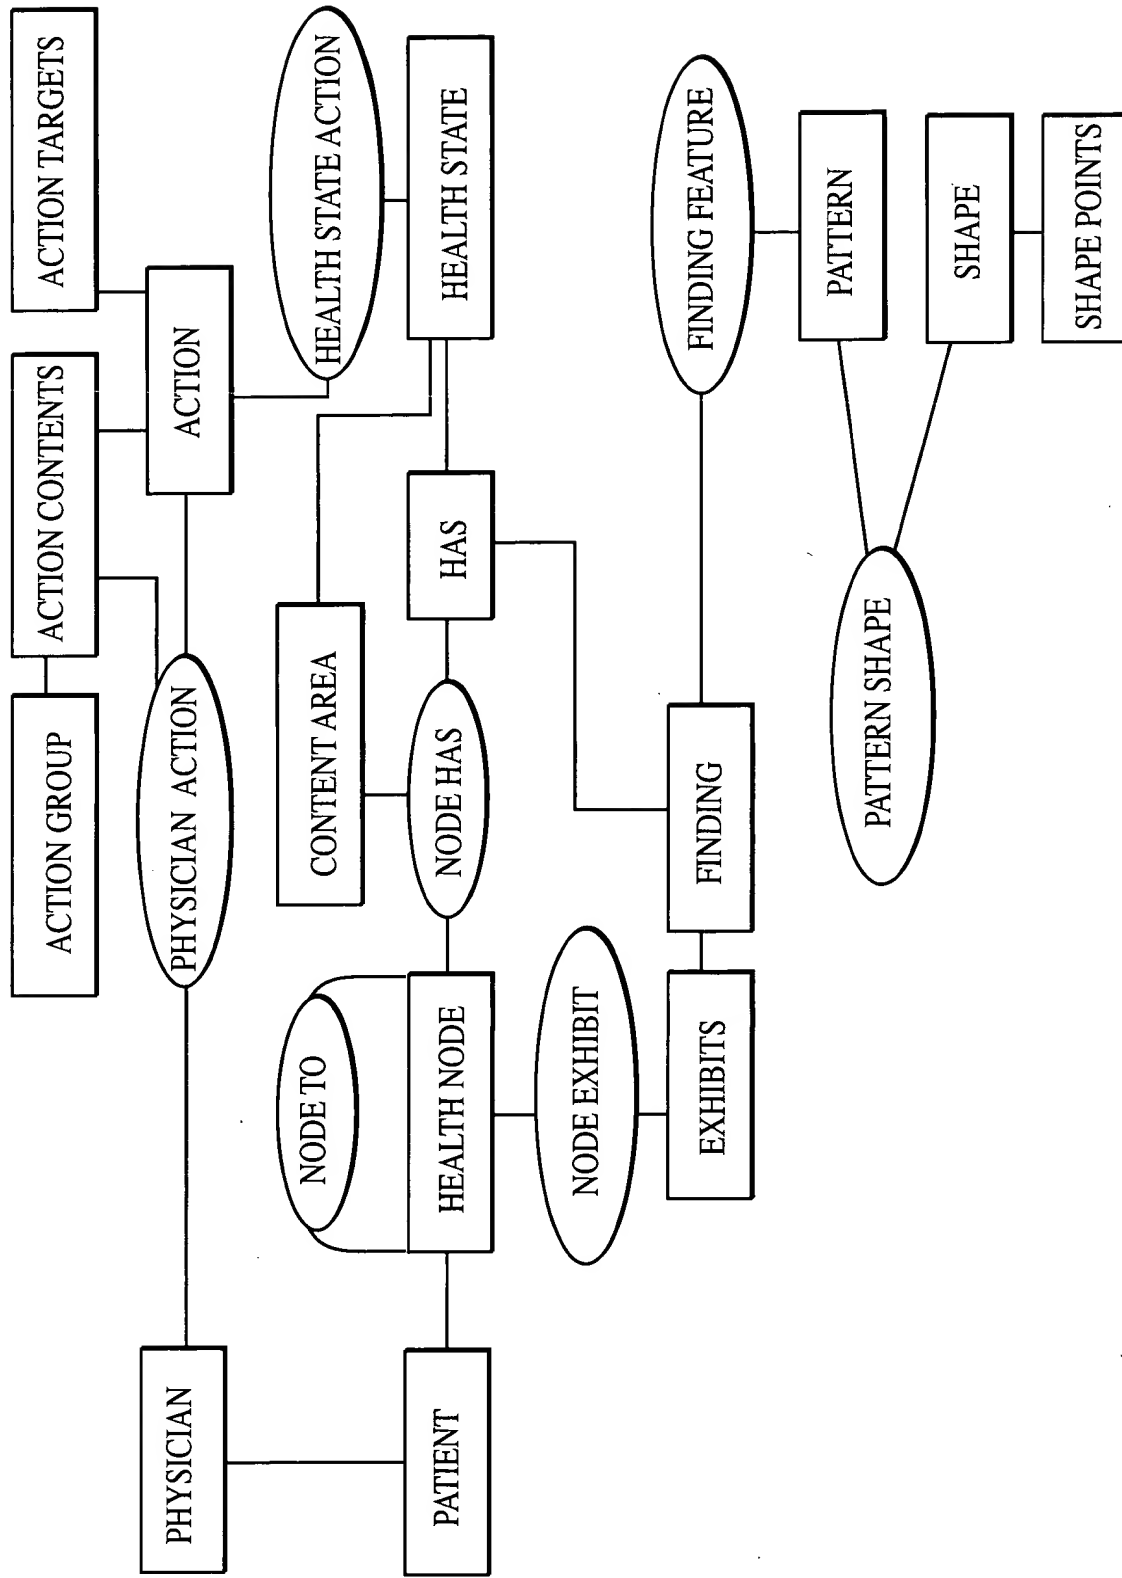 ACTION GROUP
ACTION CONTENTS
ACTION TARGETS
PHYSICIAN
PHYSICIAN ACTION
ACTION
NODE TO
CONTENT AREA
HEALTH STATE ACTION
PATIENT
HEALTH NODE
NODE HAS
HAS
HEALTH STATE
NODE EXHIBIT
EXHIBITS
FINDING
FINDING FEATURE
PATTERN SHAPE
PATTERN
SHAPE
SHAPE POINTS